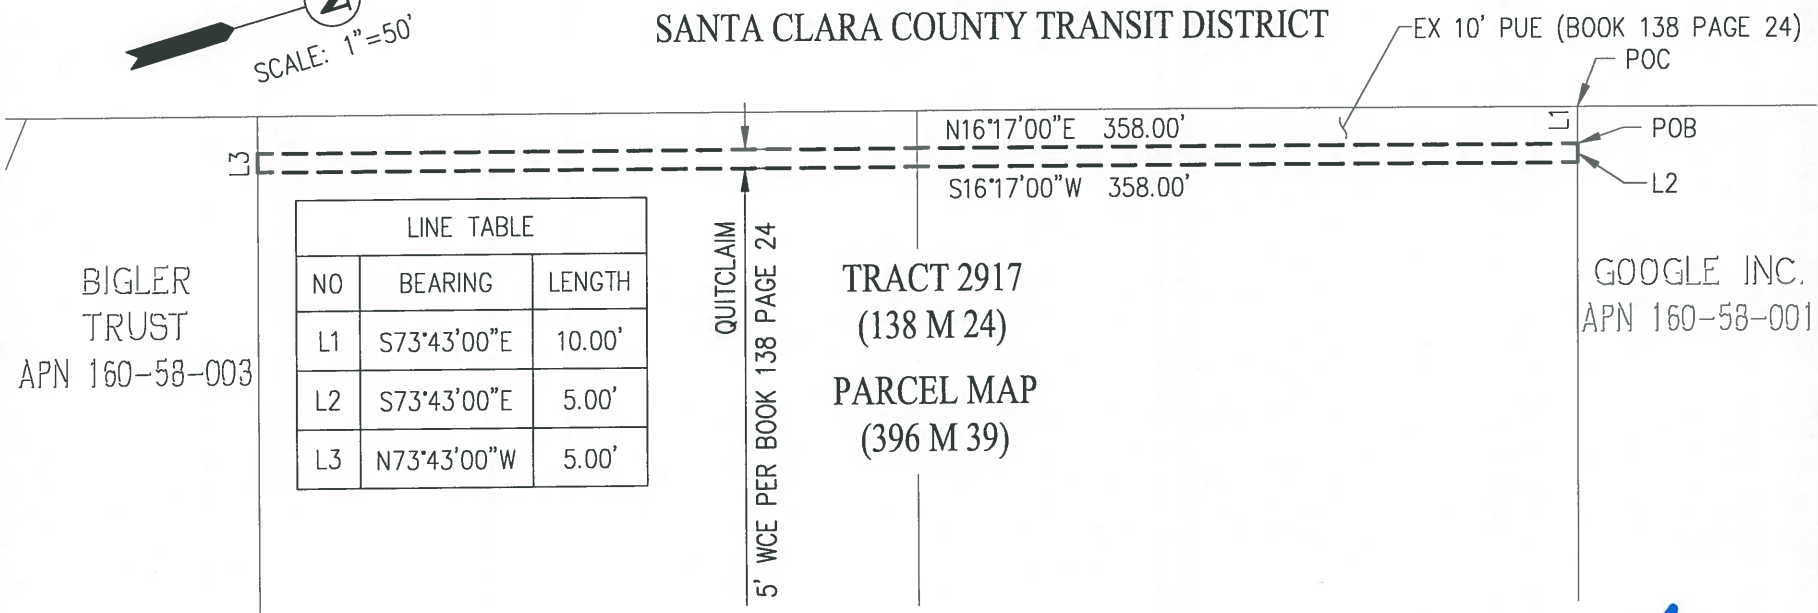 SCALE: 1"=50'
SANTA CLARA COUNTY TRANSIT DISTRICT
EX 10' PUE (BOOK 138 PAGE 24)
POC
L1
N16°17'00"E 358.00'
POB
L3
S16°17'00"W 358.00'
L2
LINE TABLE
NO BEARING LENGTH
L1 S73°43'00"E 10.00'
L2 S73°43'00"E 5.00'
L3 N73°43'00"W 5.00'
BIGLER
TRUST
APN 160-58-003
QUITCLAIM
5' WCE PER BOOK 138 PAGE 24
TRACT 2917
(138 M 24)
PARCEL MAP
(396 M 39)
GOOGLE INC.
APN 160-58-001